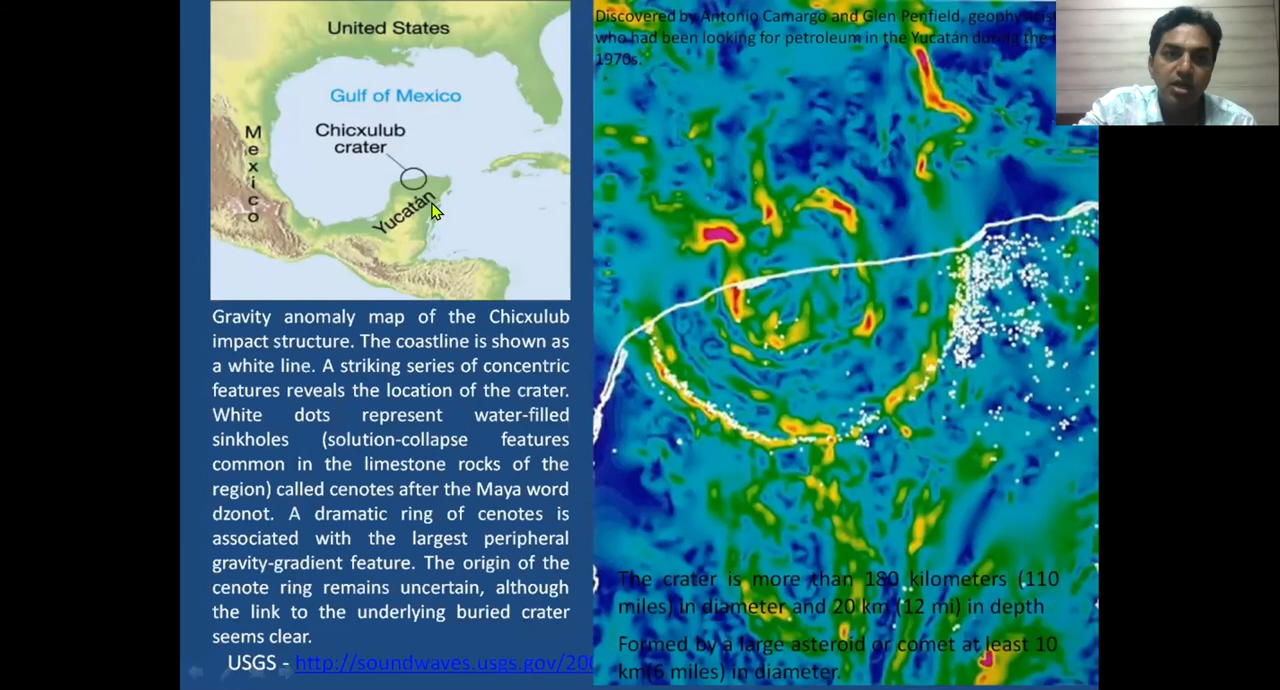 United States
Gulf of Mexico
Chicxulub
crater
Mexico
Yucatán
Gravity anomaly map of the Chicxulub
impact structure. The coastline is shown as
a white line. A striking series of concentric
features reveals the location of the crater.
White dots represent water-filled
sinkholes (solution-collapse features
common in the limestone rocks of the
region) called cenotes after the Maya word
dzonot. A dramatic ring of cenotes is
associated with the largest peripheral
gravity-gradient feature. The origin of the
cenote ring remains uncertain, although
the link to the underlying buried crater
seems clear.
USGS - http://soundwaves.usgs.gov/20
Discovered by Antonio Camargo and Glen Penfield,
who had been looking for petroleum in the Yucatán during the
1970s.
The crater is more than 180 kilometers (110
miles) in diameter and 20 km (12 mi) in depth
Formed by a large asteroid or comet at least 10
km(6 miles) in diameter.